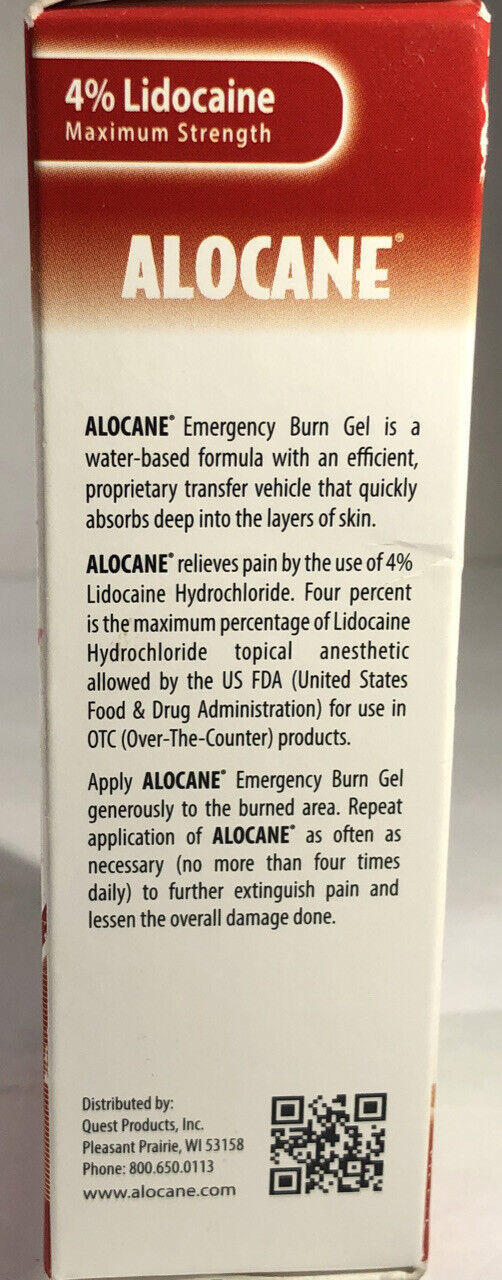 4% Lidocaine
Maximum Strength
ALOCANE®
ALOCANE® Emergency Burn Gel is a
water-based formula with an efficient,
proprietary transfer vehicle that quickly
absorbs deep into the layers of skin.
ALOCANE® relieves pain by the use of 4%
Lidocaine Hydrochloride. Four percent
is the maximum percentage of Lidocaine
Hydrochloride topical anesthetic
allowed by the US FDA (United States
Food & Drug Administration) for use in
OTC (Over-The-Counter) products.
Apply ALOCANE® Emergency Burn Gel
generously to the burned area. Repeat
application of ALOCANE® as often as
necessary (no more than four times
daily) to further extinguish pain and
lessen the overall damage done.
Distributed by:
Quest Products, Inc.
Pleasant Prairie, WI 53158
Phone: 800.650.0113
www.alocane.com